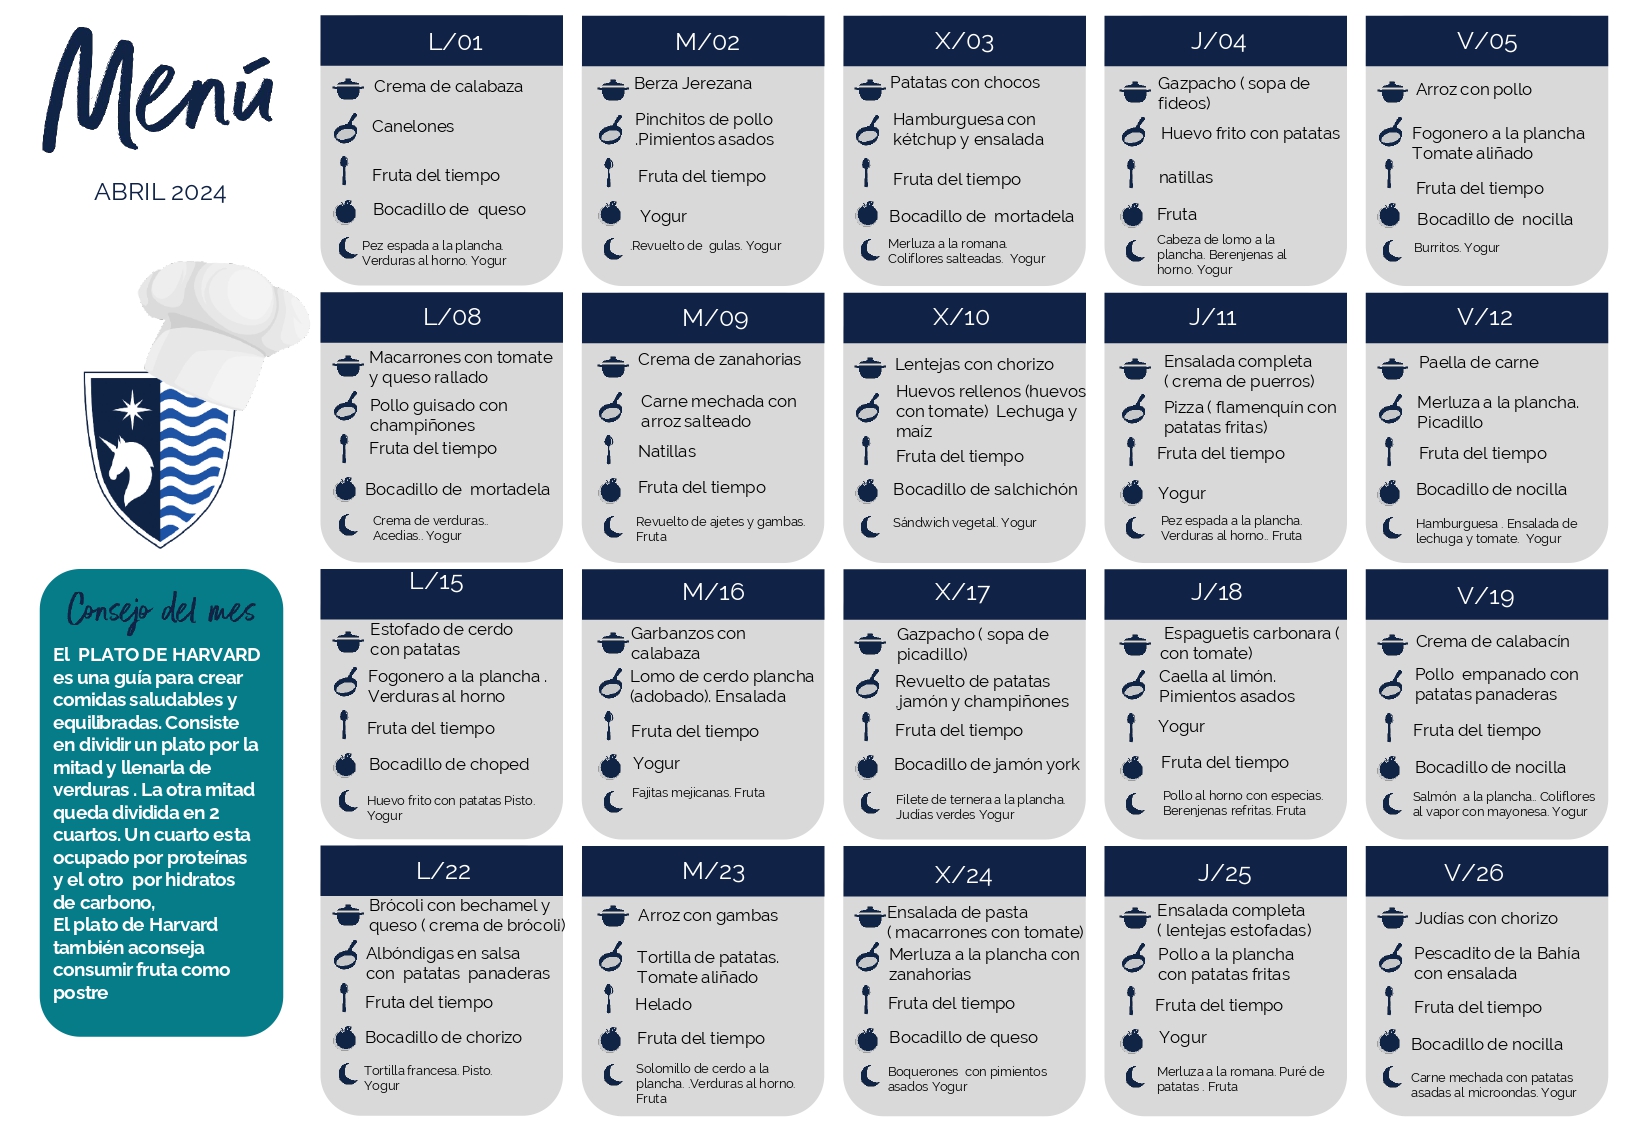 Menú
ABRIL 2024
L/01
Crema de calabaza
Canelones
Fruta del tiempo
Bocadillo de queso
Pez espada a la plancha.
Verduras al horno. Yogur
M/02
Berza Jerezana
Pinchitos de pollo
.Pimientos asados
Fruta del tiempo
Yogur
.Revuelto de gulas. Yogur
X/03
Patatas con chocos
Hamburguesa con
kétchup y ensalada
Fruta del tiempo
Bocadillo de mortadela
Merluza a la romana.
Coliflores salteadas. Yogur
J/04
Gazpacho ( sopa de
fideos)
Huevo frito con patatas
natillas
Fruta
Cabeza de lomo a la
plancha. Berenjenas al
horno. Yogur
V/05
Arroz con pollo
Fogonero a la plancha
Tomate aliñado
Fruta del tiempo
Bocadillo de nocilla
Burritos. Yogur
L/08
Macarrones con tomate
y queso rallado
Pollo guisado con
champiñones
Fruta del tiempo
Bocadillo de mortadela
Crema de verduras..
Acedias.. Yogur
M/09
Crema de zanahorias
Carne mechada con
arroz salteado
Natillas
Fruta del tiempo
Revuelto de ajetes y gambas.
Fruta
X/10
Lentejas con chorizo
Huevos rellenos (huevos
con tomate) Lechuga y
maíz
Fruta del tiempo
Bocadillo de salchichón
Sándwich vegetal. Yogur
J/11
Ensalada completa
( crema de puerros)
Pizza ( flamenquín con
patatas fritas)
Fruta del tiempo
Yogur
Pez espada a la plancha.
Verduras al horno.. Fruta
V/12
Paella de carne
Merluza a la plancha.
Picadillo
Fruta del tiempo
Bocadillo de nocilla
Hamburguesa . Ensalada de
lechuga y tomate. Yogur
Consejo del mes
El PLATO DE HARVARD
es una guía para crear
comidas saludables y
equilibradas. Consiste
en dividir un plato por la
mitad y llenarla de
verduras . La otra mitad
queda dividida en 2
cuartos. Un cuarto esta
ocupado por proteínas
y el otro por hidratos
de carbono,
El plato de Harvard
también aconseja
consumir fruta como
postre
L/15
Estofado de cerdo
con patatas
Fogonero a la plancha .
Verduras al horno
Fruta del tiempo
Bocadillo de choped
Huevo frito con patatas Pisto.
Yogur
M/16
Garbanzos con
calabaza
Lomo de cerdo plancha
(adobado). Ensalada
Fruta del tiempo
Yogur
Fajitas mejicanas. Fruta
X/17
Gazpacho ( sopa de
picadillo)
Revuelto de patatas
,jamón y champiñones
Fruta del tiempo
Bocadillo de jamón york
Filete de ternera a la plancha.
Judías verdes Yogur
J/18
Espaguetis carbonara (
con tomate)
Caella al limón.
Pimientos asados
Yogur
Fruta del tiempo
Pollo al horno con especias.
Berenjenas refritas. Fruta
V/19
Crema de calabacín
Pollo empanado con
patatas panaderas
Fruta del tiempo
Bocadillo de nocilla
Salmón a la plancha.. Coliflores
al vapor con mayonesa. Yogur
L/22
Brócoli con bechamel y
queso ( crema de brócoli)
Albóndigas en salsa
con patatas panaderas
Fruta del tiempo
Bocadillo de chorizo
Tortilla francesa. Pisto.
Yogur
M/23
Arroz con gambas
Tortilla de patatas.
Tomate aliñado
Helado
Fruta del tiempo
Solomillo de cerdo a la
plancha. .Verduras al horno.
Fruta
X/24
Ensalada de pasta
( macarrones con tomate)
Merluza a la plancha con
zanahorias
Fruta del tiempo
Bocadillo de queso
Boquerones con pimientos
asados Yogur
J/25
Ensalada completa
( lentejas estofadas)
Pollo a la plancha
con patatas fritas
Fruta del tiempo
Yogur
Merluza a la romana. Puré de
patatas . Fruta
V/26
Judías con chorizo
Pescadito de la Bahía
con ensalada
Fruta del tiempo
Bocadillo de nocilla
Carne mechada con patatas
asadas al microondas. Yogur